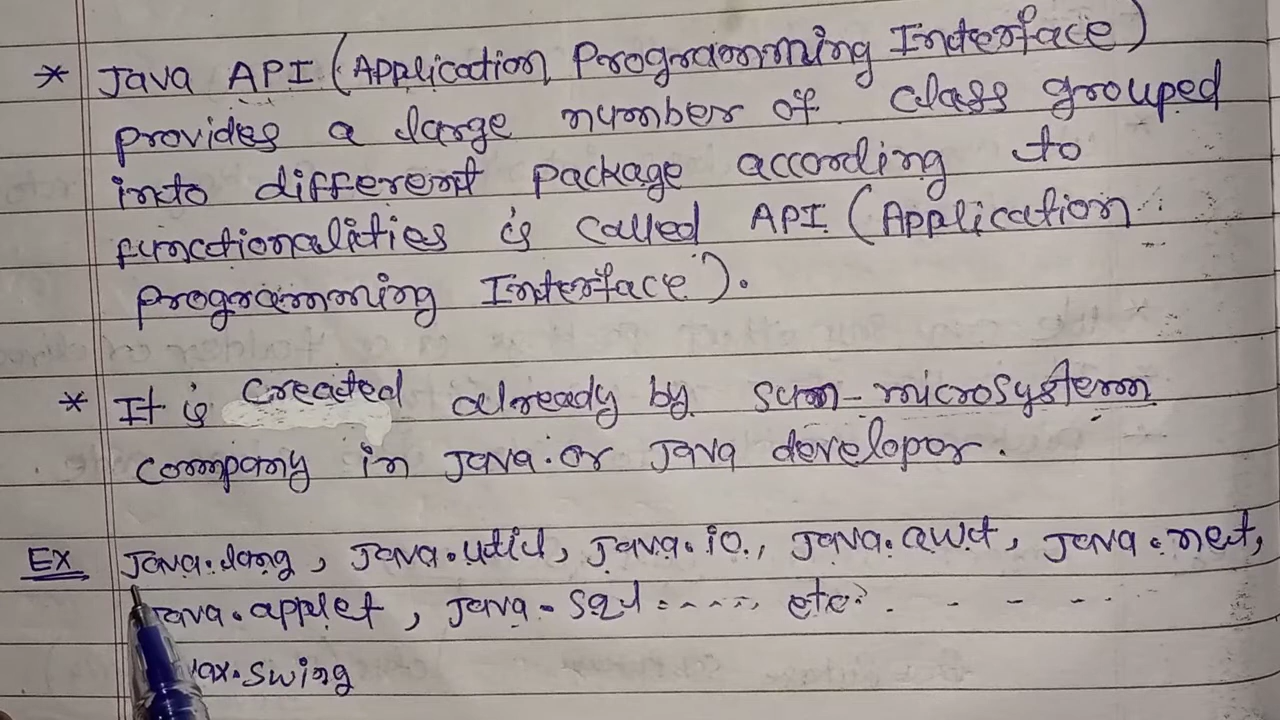 * Java API (Application Programming Interface)
provides a large number of class grouped
into different package according to
functionalities is called API (Application
programming Interface).
* It is created already by sun-microsystem
company in Java or Java developer.
Ex Java.lang, Java.util, Java.io, Java.awt, Java.net,
Java.applet, Java-sql ..... etc. - - - -
ax.swing